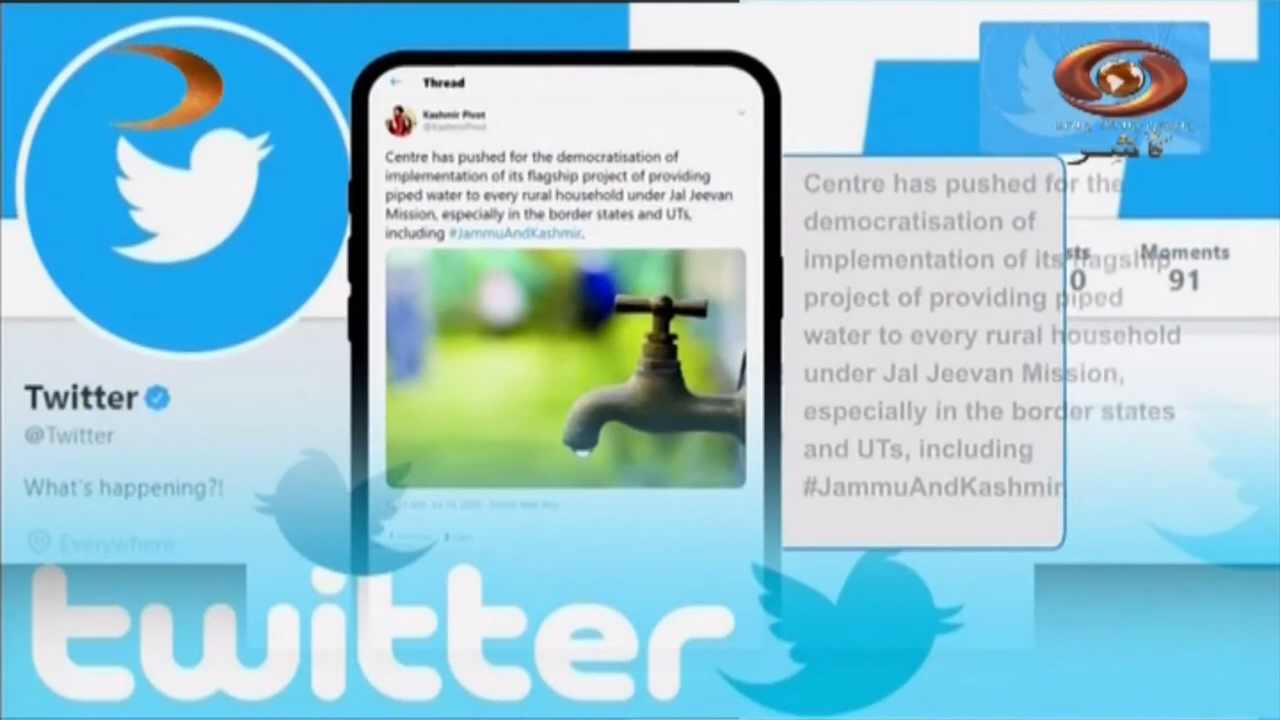 Thread
Kashmir Pivot
@KashmirPivot
Centre has pushed for the democratisation of
implementation of its flagship project of providing
piped water to every rural household under Jal Jeevan
Mission, especially in the border states and UTs,
including #JammuAndKashmir.
Centre has pushed for the
democratisation of
implementation of its flagship
project of providing piped
water to every rural household
under Jal Jeevan Mission,
especially in the border states
and UTs, including
#JammuAndKashmir
Moments
0 91
Twitter
@Twitter
What's happening?!
Everywhere
twitter